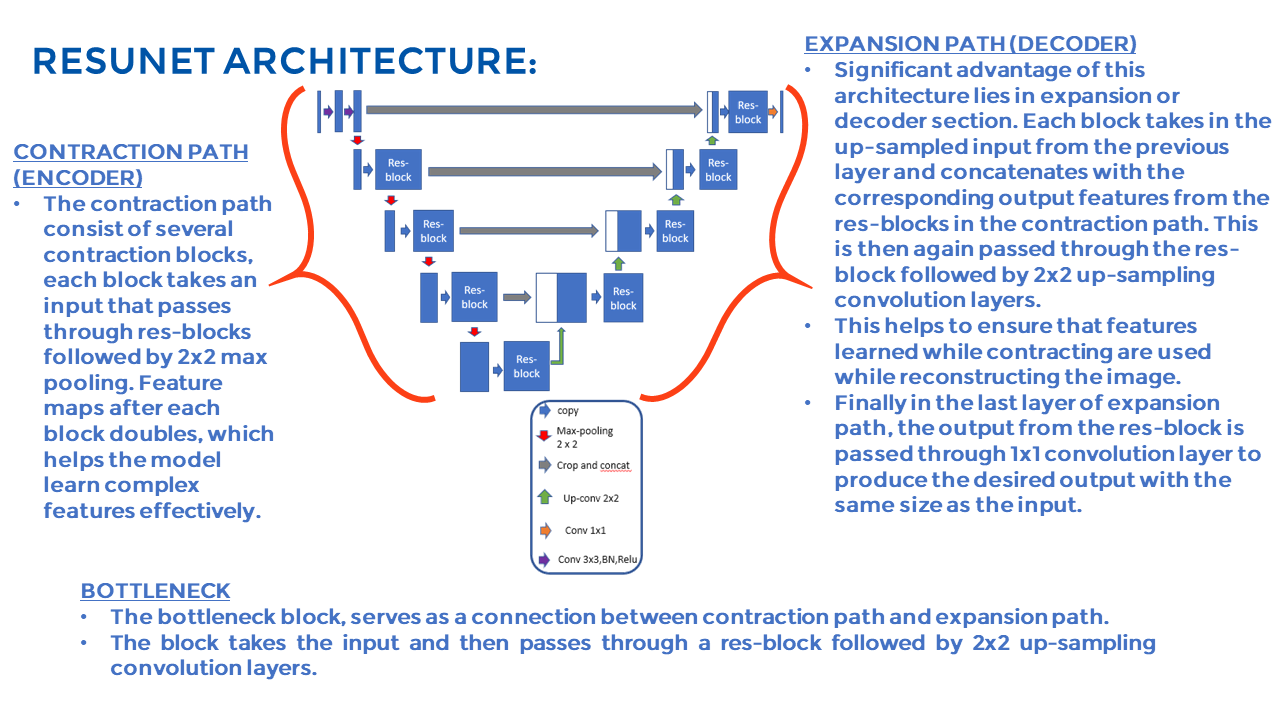 RESUNET ARCHITECTURE:
CONTRACTION PATH
(ENCODER)
• The contraction path
consist of several
contraction blocks,
each block takes an
input that passes
through res-blocks
followed by 2x2 max
pooling. Feature
maps after each
block doubles, which
helps the model
learn complex
features effectively.
Res-
block
Res-
block
Res-
block
Res-
block
Res-
block
Res-
block
Res-
block
Res-
block
Res-
block
copy
Max-pooling
2 x 2
Crop and concat
Up-conv 2x2
Conv 1x1
Conv 3x3,BN,Relu
EXPANSION PATH (DECODER)
• Significant advantage of this
architecture lies in expansion or
decoder section. Each block takes in the
up-sampled input from the previous
layer and concatenates with the
corresponding output features from the
res-blocks in the contraction path. This
is then again passed through the res-
block followed by 2x2 up-sampling
convolution layers.
• This helps to ensure that features
learned while contracting are used
while reconstructing the image.
• Finally in the last layer of expansion
path, the output from the res-block is
passed through 1x1 convolution layer to
produce the desired output with the
same size as the input.
BOTTLENECK
• The bottleneck block, serves as a connection between contraction path and expansion path.
• The block takes the input and then passes through a res-block followed by 2x2 up-sampling
convolution layers.